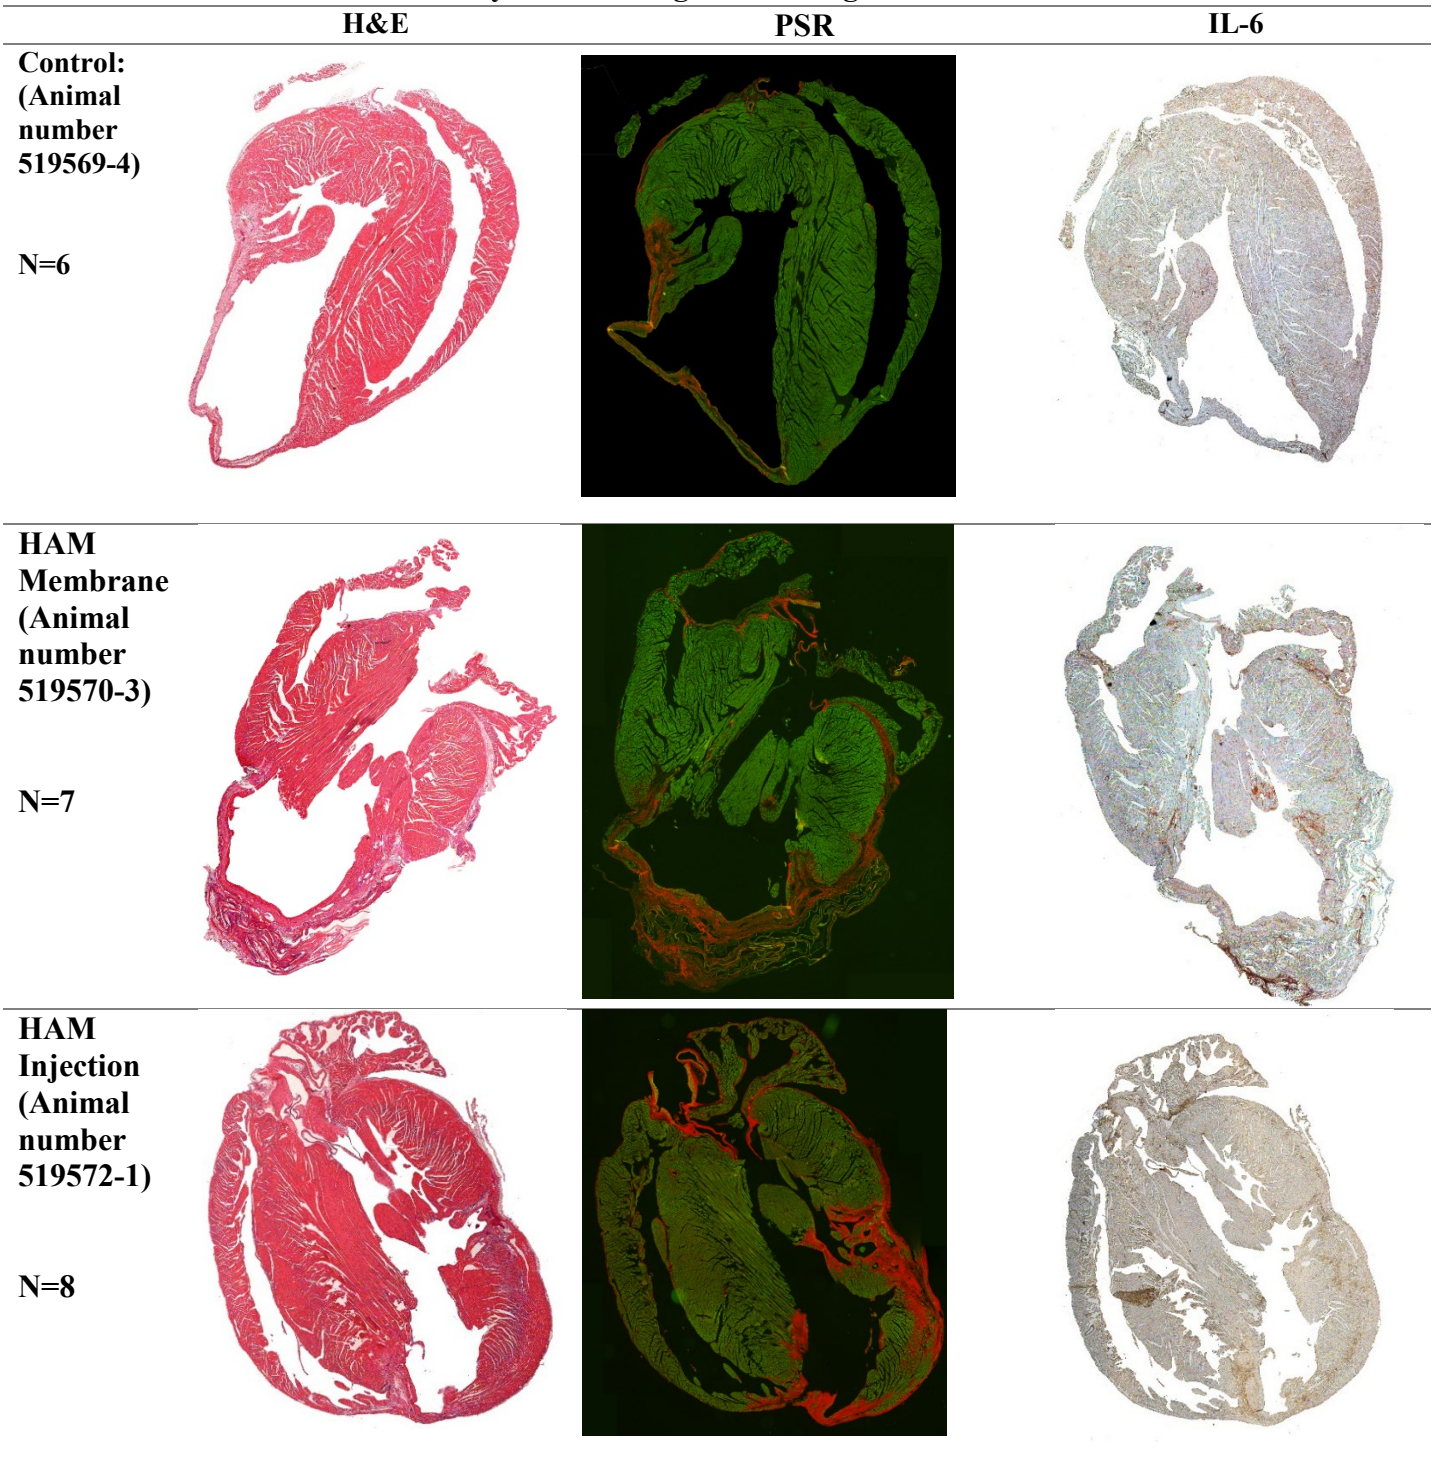 H&E PSR IL-6
Control:
(Animal
number
519569-4)
N=6
HAM
Membrane
(Animal
number
519570-3)
N=7
HAM
Injection
(Animal
number
519572-1)
N=8